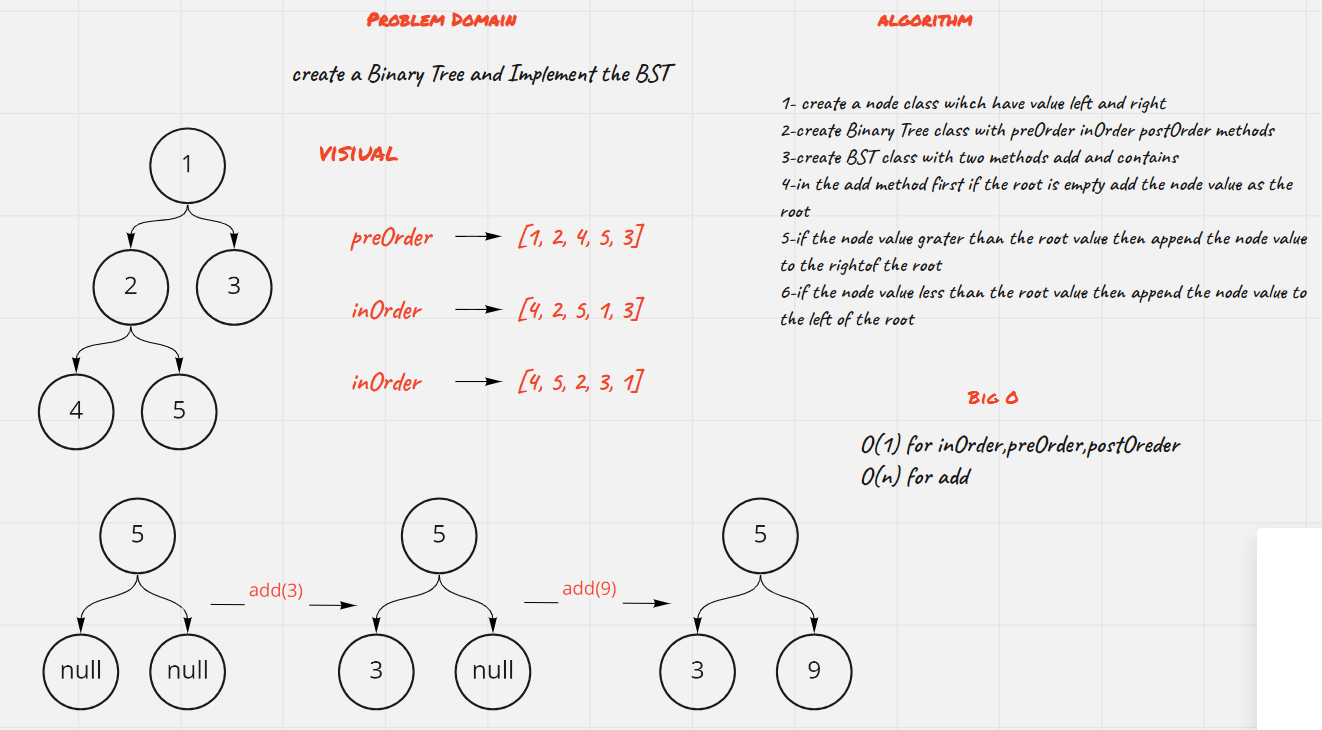 PROBLEM DOMAIN
create a Binary Tree and Implement the BST
VISIUAL
1
2
3
4
5
preOrder
[1, 2, 4, 5, 3]
inOrder
[4, 2, 5, 1, 3]
inOrder
[4, 5, 2, 3, 1]
ALGORITHM
1- create a node class wihch have value left and right
2-create Binary Tree class with preOrder inOrder postOrder methods
3-create BST class with two methods add and contains
4-in the add method first if the root is empty add the node value as the
root
5-if the node value grater than the root value then append the node value
to the rightof the root
6-if the node value less than the root value then append the node value to
the left of the root
BIG O
O(1) for inOrder,preOrder,postOreder
O(n) for add
5
null
null
add(3)
5
3
null
add(9)
5
3
9